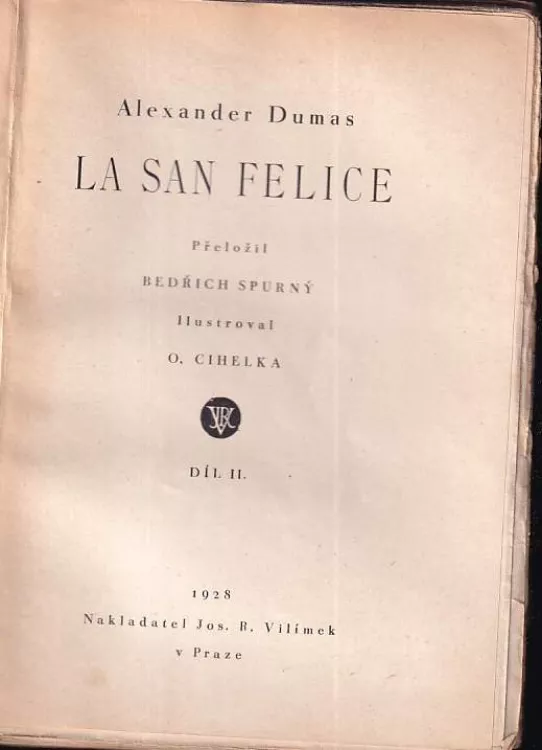 Alexander Dumas
LA SAN FELICE
Přeložil
BEDŘICH SPURNÝ
Ilustroval
O. CIHELKA
DÍL II.
1928
Nakladatel Jos. R. Vilímek
v Praze